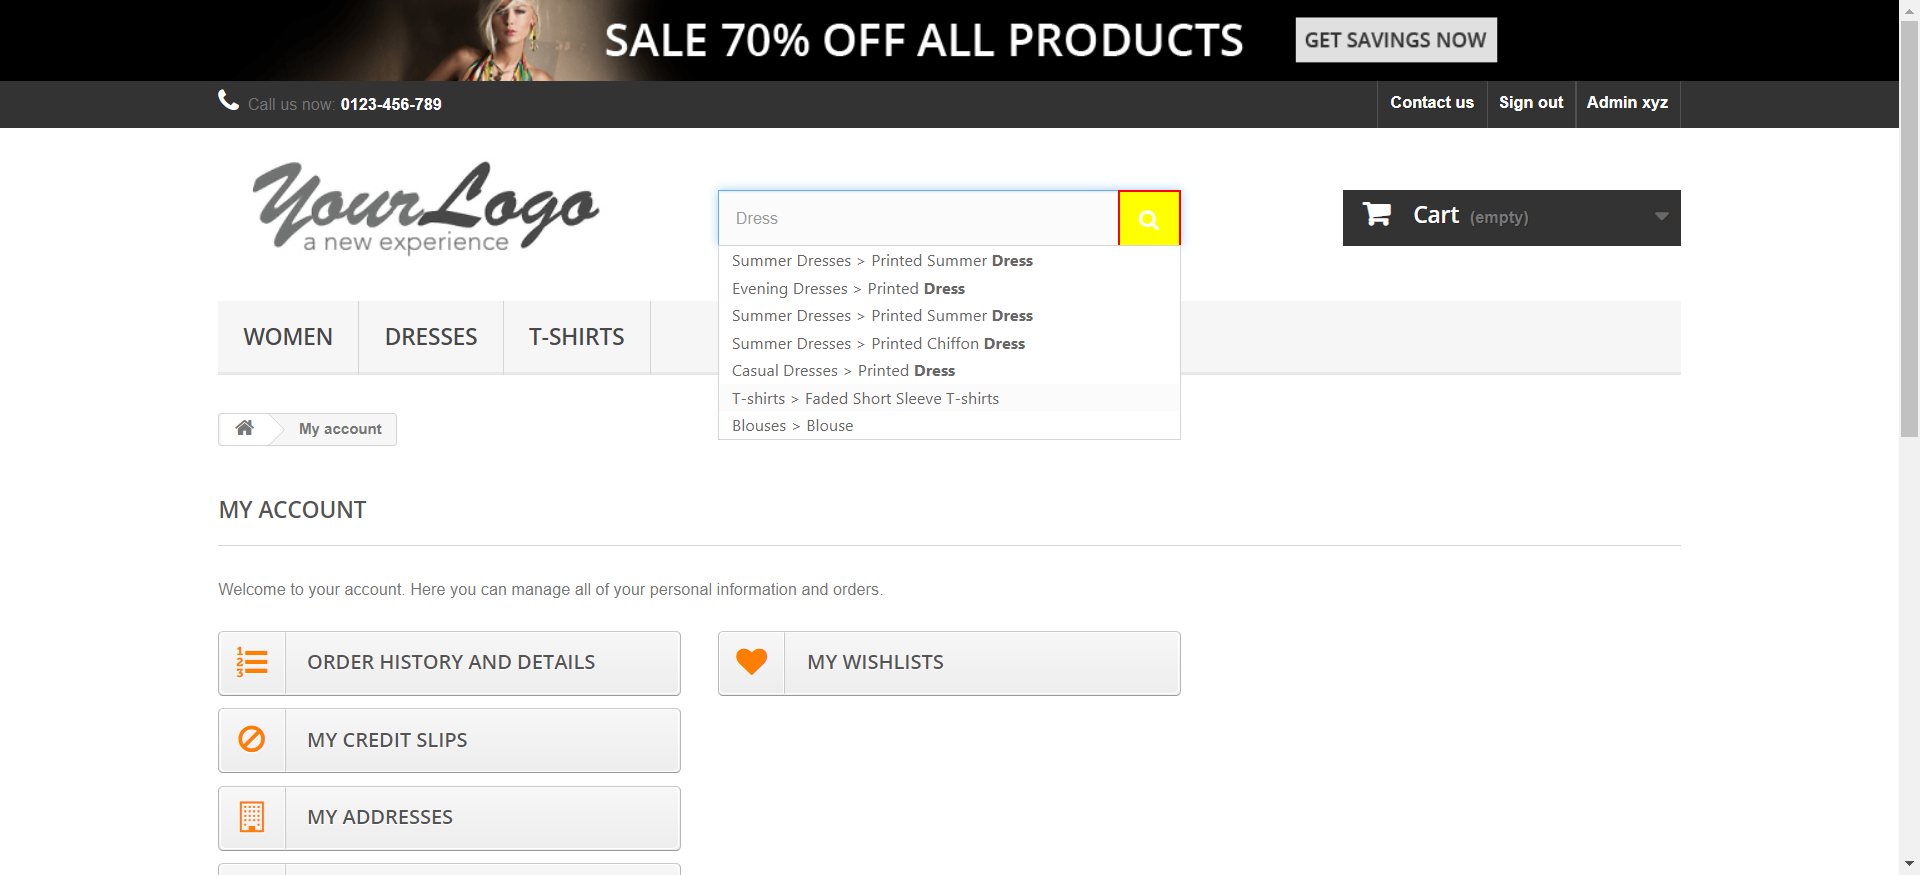 SALE 70% OFF ALL PRODUCTS GET SAVINGS NOW
Call us now: 0123-456-789 Contact us Sign out Admin xyz
Your Logo
a new experience
Dress
Cart (empty)
Summer Dresses > Printed Summer Dress
Evening Dresses > Printed Dress
Summer Dresses > Printed Summer Dress
Summer Dresses > Printed Chiffon Dress
Casual Dresses > Printed Dress
T-shirts > Faded Short Sleeve T-shirts
Blouses > Blouse
WOMEN DRESSES T-SHIRTS
My account
MY ACCOUNT
Welcome to your account. Here you can manage all of your personal information and orders.
1
2
3
ORDER HISTORY AND DETAILS MY WISHLISTS
MY CREDIT SLIPS
MY ADDRESSES